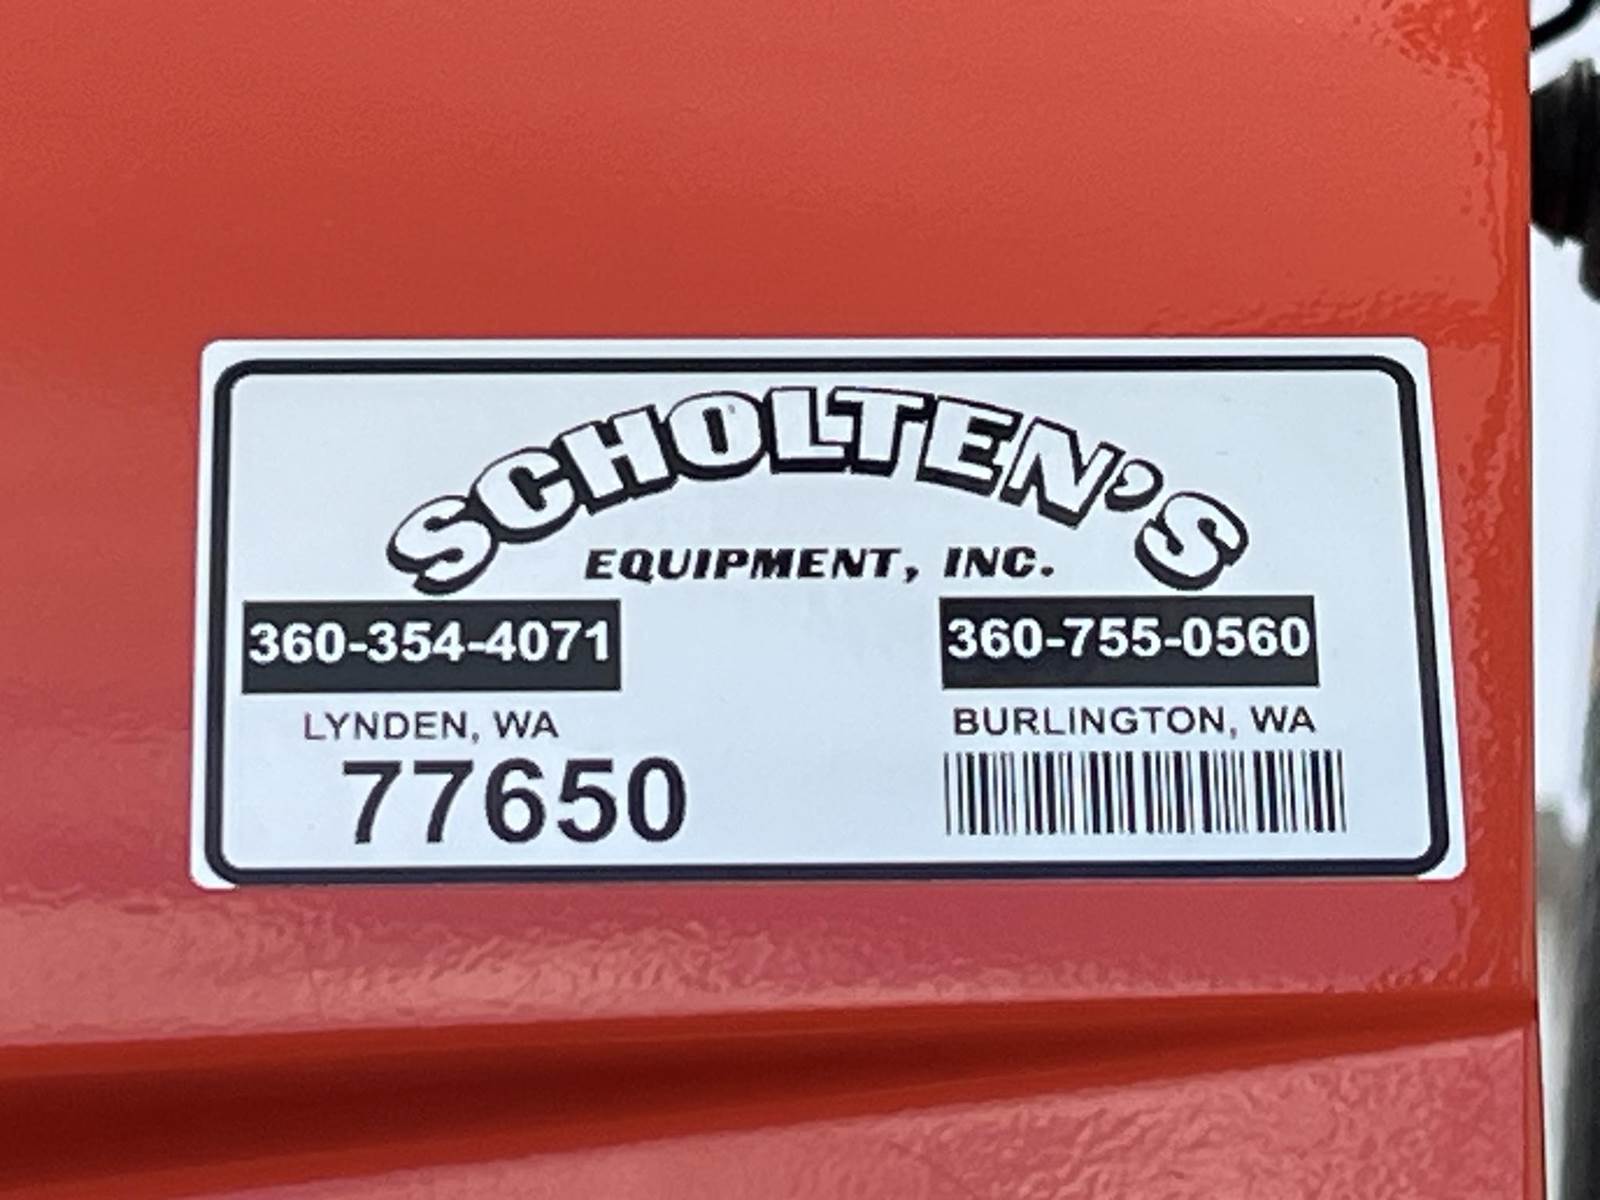 SCHOLTEN'S
EQUIPMENT, INC.
360-354-4071 360-755-0560
LYNDEN, WA BURLINGTON, WA
77650